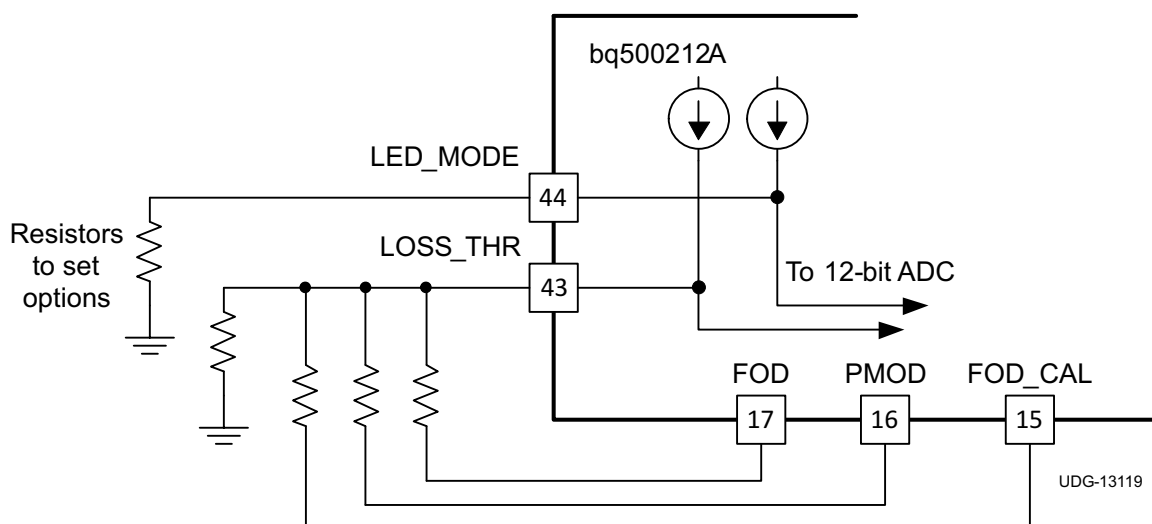 bq500212A
LED_MODE
44
Resistors
to set
options
LOSS_THR
43
To 12-bit ADC
FOD
PMOD
FOD_CAL
17
16
15
UDG-13119